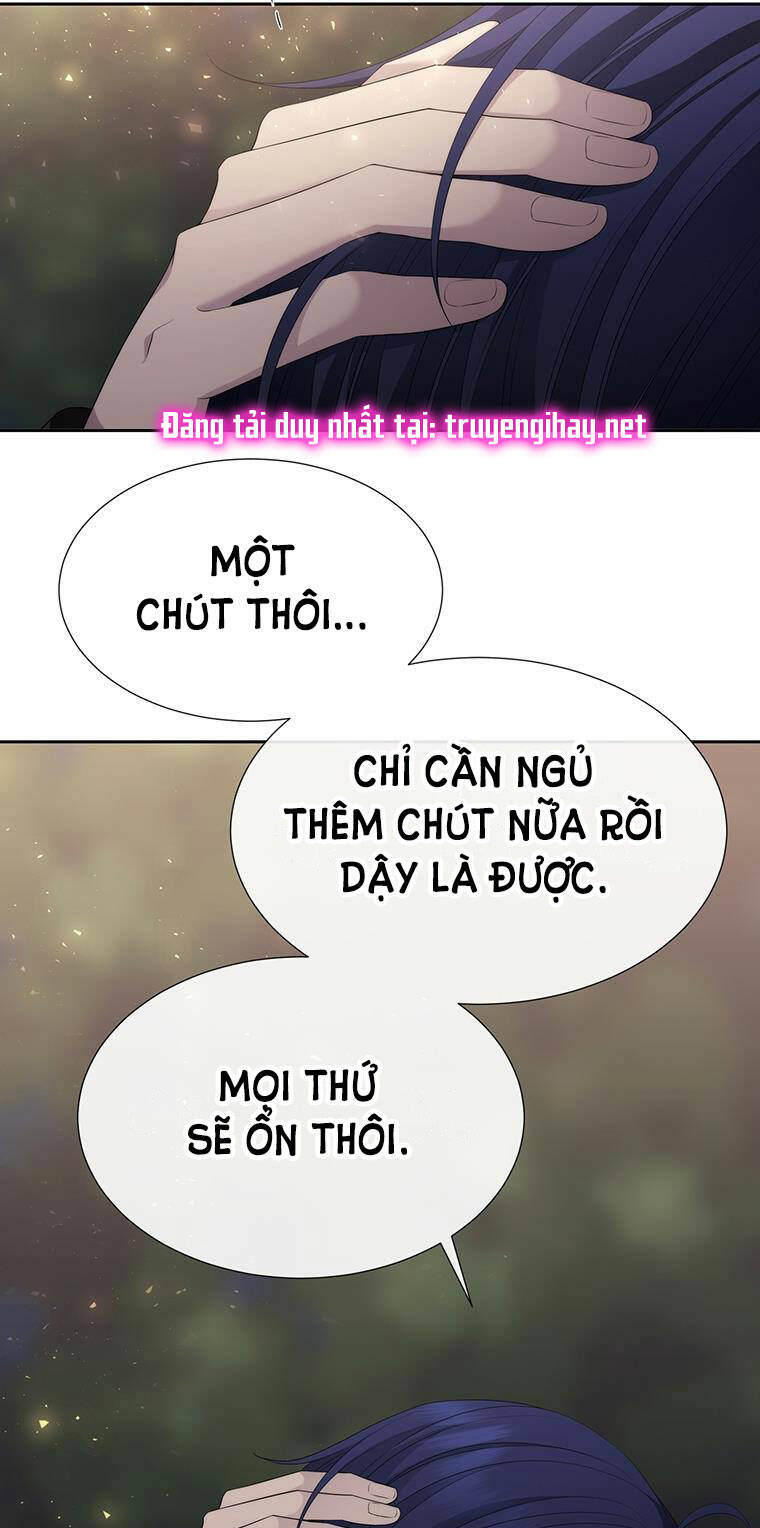 Đăng tải duy nhất tại: truyengihay.net
MỘT
CHÚT THÔI...
CHỈ CẦN NGỦ
THÊM CHÚT NỮA RỒI
DẬY LÀ ĐƯỢC.
MỌI THỨ
SẼ ỔN THÔI.